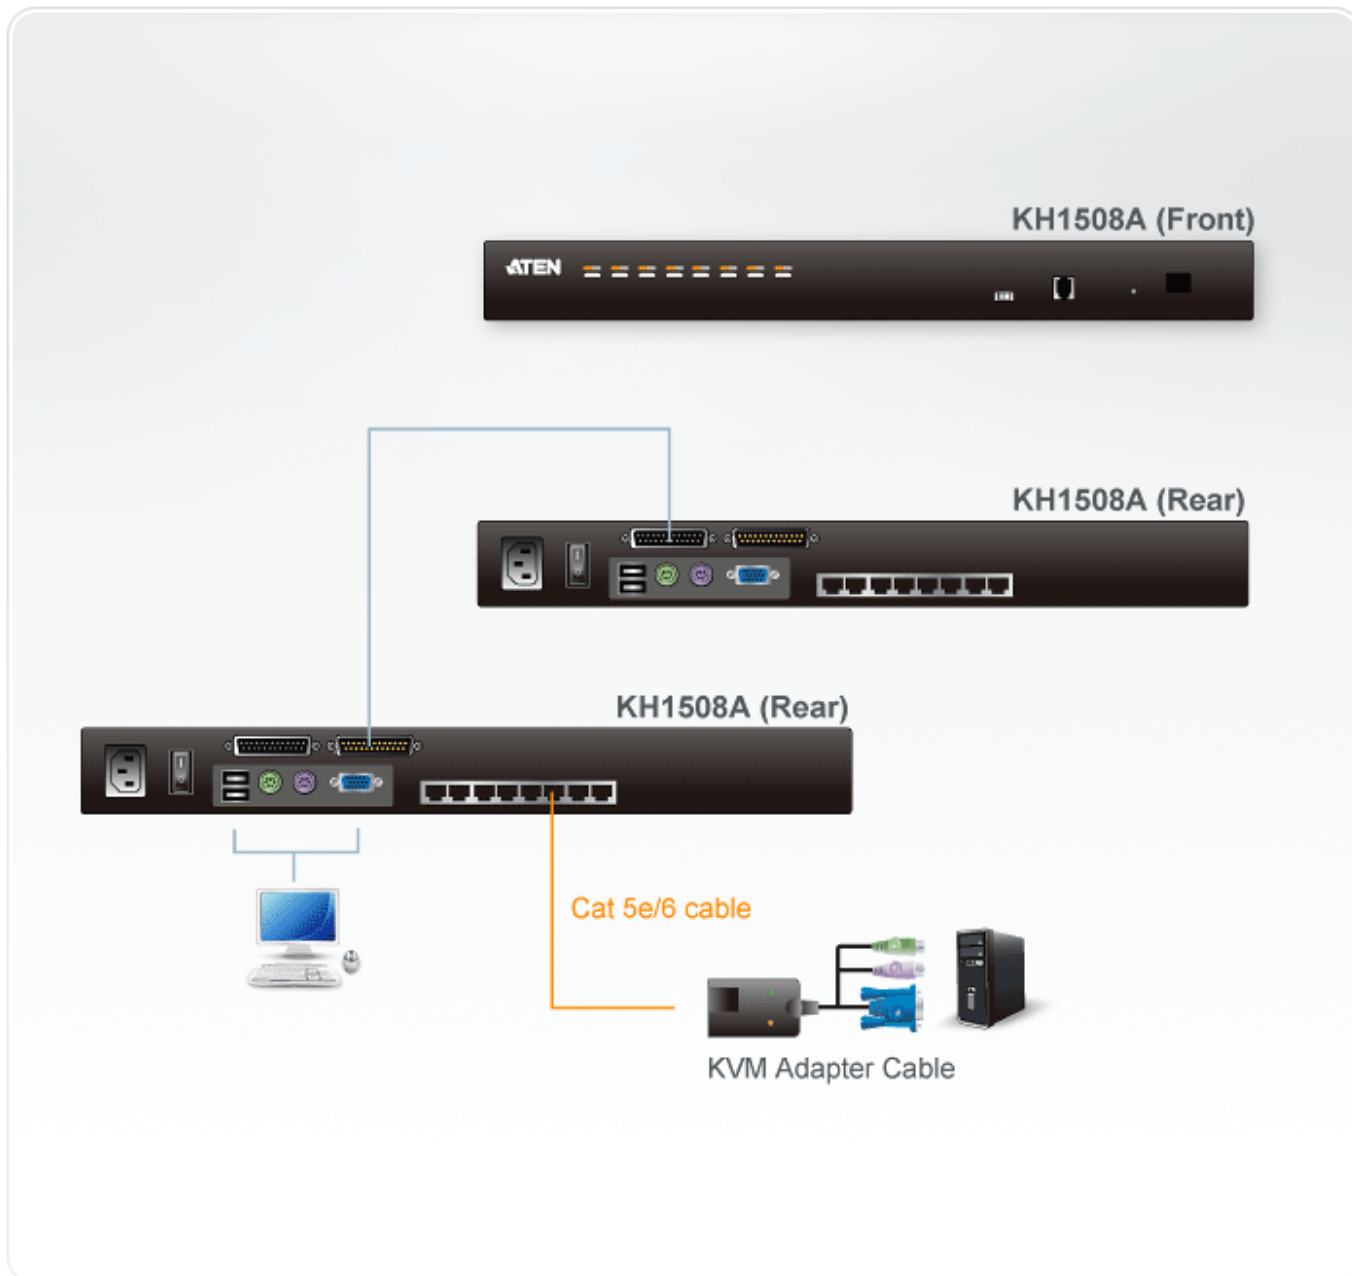 KH1508A (Front)
ATEN
KH1508A (Rear)
KH1508A (Rear)
Cat 5e/6 cable
KVM Adapter Cable